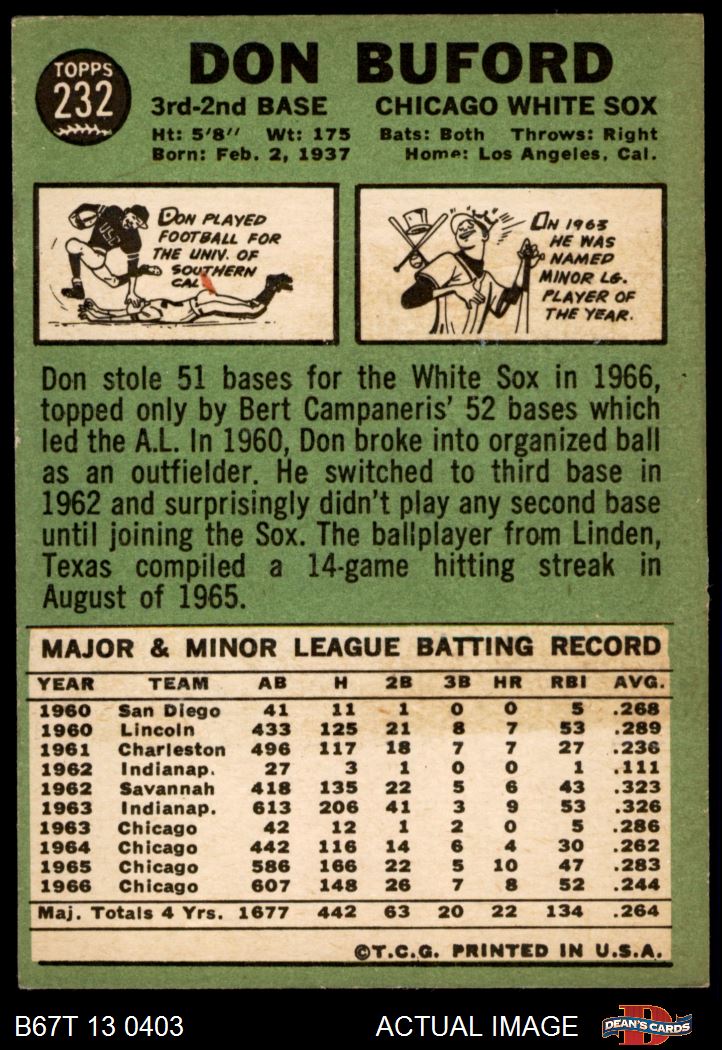 TOPPS
232
DON BUFORD
3rd-2nd BASE CHICAGO WHITE SOX
Ht: 5'8" Wt: 175 Bats: Both Throws: Right
Born: Feb. 2, 1937 Home: Los Angeles, Cal.
DON PLAYED
FOOTBALL FOR
THE UNIV. OF
SOUTHERN
CAL.
USC
IN 1963
HE WAS
NAMED
MINOR LG.
PLAYER OF
THE YEAR.
Don stole 51 bases for the White Sox in 1966,
topped only by Bert Campaneris' 52 bases which
led the A.L. In 1960, Don broke into organized ball
as an outfielder. He switched to third base in
1962 and surprisingly didn't play any second base
until joining the Sox. The ballplayer from Linden,
Texas compiled a 14-game hitting streak in
August of 1965.
MAJOR & MINOR LEAGUE BATTING RECORD
YEAR TEAM AB H 2B 3B HR RBI AVG.
1960 San Diego 41 11 1 0 0 5 .268
1960 Lincoln 433 125 21 8 7 53 .289
1961 Charleston 496 117 18 7 7 27 .236
1962 Indianap. 27 3 1 0 0 1 .111
1962 Savannah 418 135 22 5 6 43 .323
1963 Indianap. 613 206 41 3 9 53 .326
1963 Chicago 42 12 1 2 0 5 .286
1964 Chicago 442 116 14 6 4 30 .262
1965 Chicago 586 166 22 5 10 47 .283
1966 Chicago 607 148 26 7 8 52 .244
Maj. Totals 4 Yrs. 1677 442 63 20 22 134 .264
©T.C.G. PRINTED IN U.S.A.
B67T 13 0403 ACTUAL IMAGE
D
DEAN'S CARDS